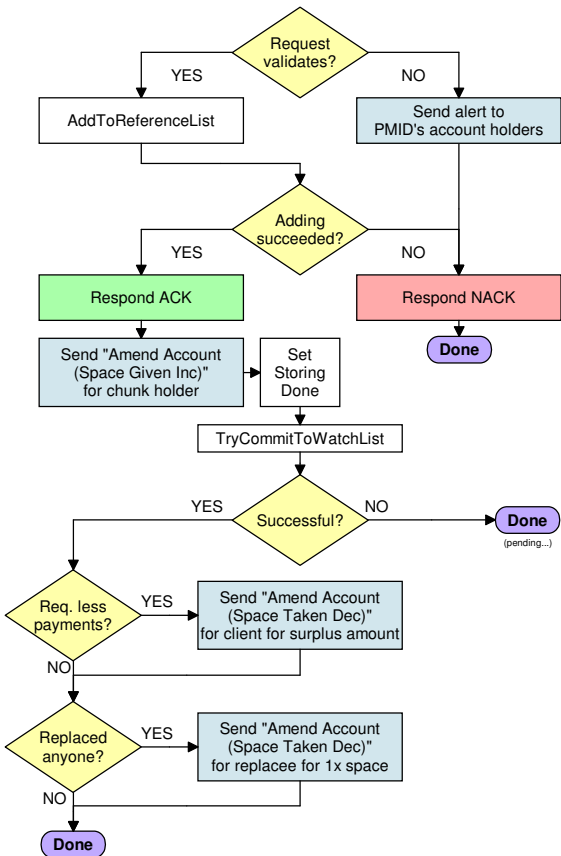 Request
validates?
YES
NO
AddToReferenceList
Send alert to
PMID's account holders
Adding
succeeded?
YES
NO
Respond ACK
Respond NACK
Send "Amend Account
(Space Given Inc)"
for chunk holder
Set
Storing
Done
Done
TryCommitToWatchList
YES
Successful?
NO
Done
(pending...)
Req. less
payments?
YES
Send "Amend Account
(Space Taken Dec)"
for client for surplus amount
NO
Replaced
anyone?
YES
Send "Amend Account
(Space Taken Dec)"
for replacee for 1x space
NO
Done